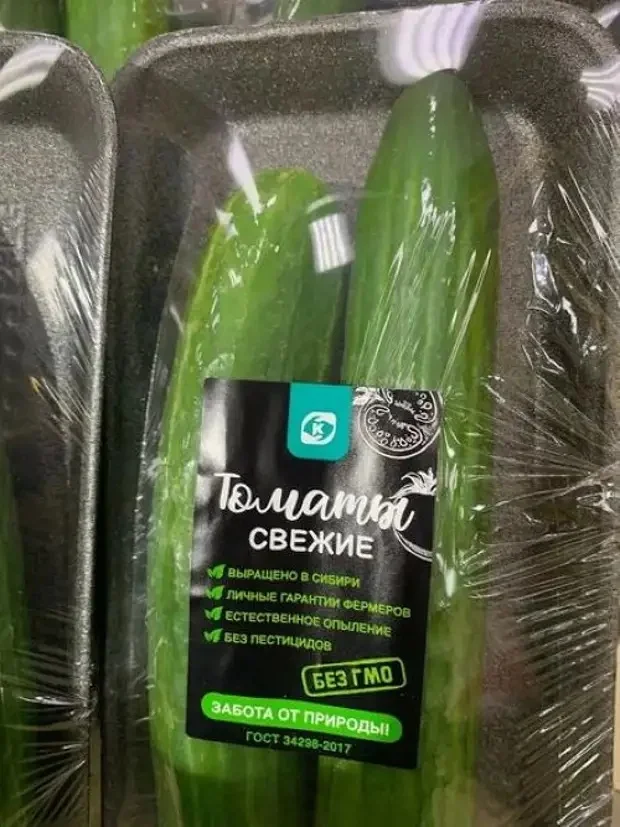 K
Томаты
СВЕЖИЕ
ВЫРАЩЕНО В СИБИРИ
ЛИЧНЫЕ ГАРАНТИИ ФЕРМЕРОВ
ЕСТЕСТВЕННОЕ ОПЫЛЕНИЕ
БЕЗ ПЕСТИЦИДОВ
БЕЗ ГМО
ЗАБОТА ОТ ПРИРОДЫ!
ГОСТ 34298-2017